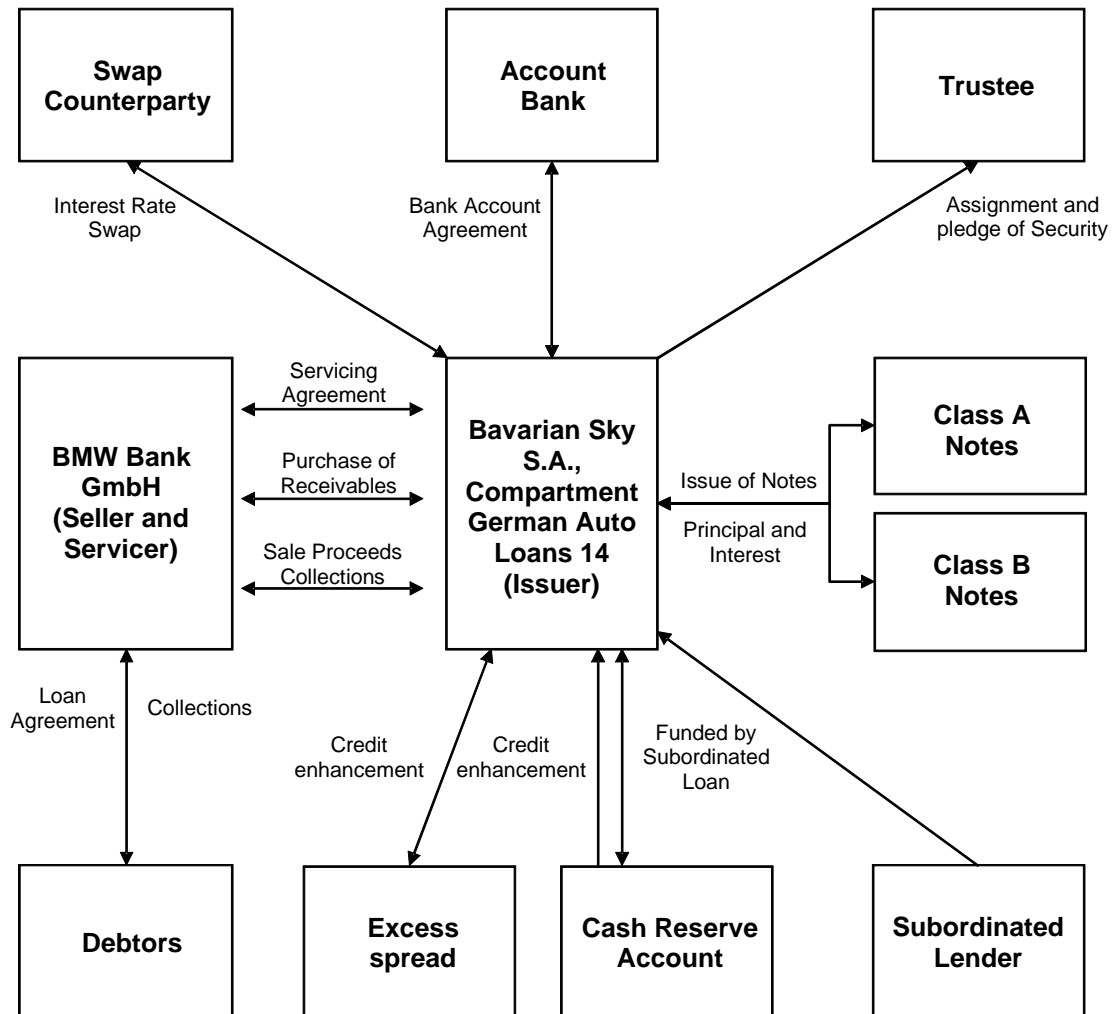 Swap
Counterparty
Account
Bank
Trustee
Interest Rate
Swap
Bank Account
Agreement
Assignment and
pledge of Security
BMW Bank
GmbH
(Seller and
Servicer)
Servicing
Agreement
Purchase of
Receivables
Sale Proceeds
Collections
Bavarian Sky
S.A.,
Compartment
German Auto
Loans 14
(Issuer)
Issue of Notes
Principal and
Interest
Class A
Notes
Class B
Notes
Loan
Agreement
Collections
Credit
enhancement
Credit
enhancement
Funded by
Subordinated
Loan
Debtors
Excess
spread
Cash Reserve
Account
Subordinated
Lender